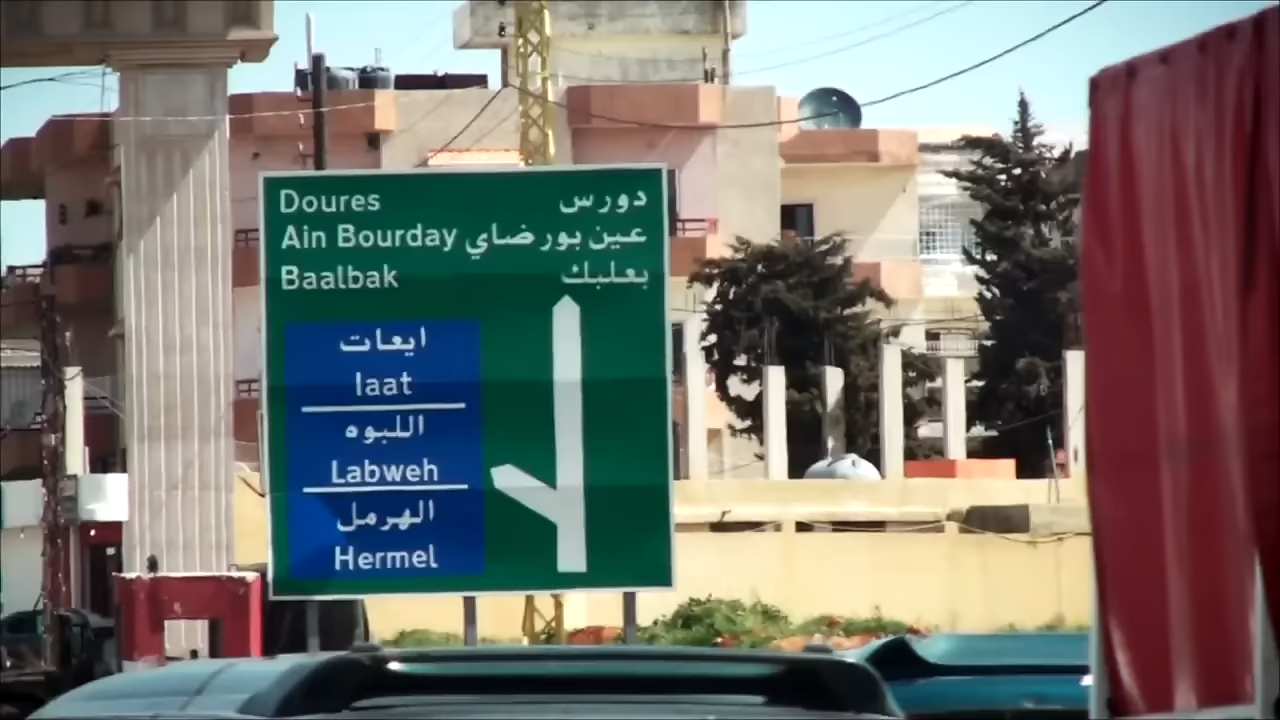 Doures دورس
Ain Bourday عين بورضاي
Baalbak بعلبك
ايعات
Iaat
اللبوه
Labweh
الهرمل
Hermel